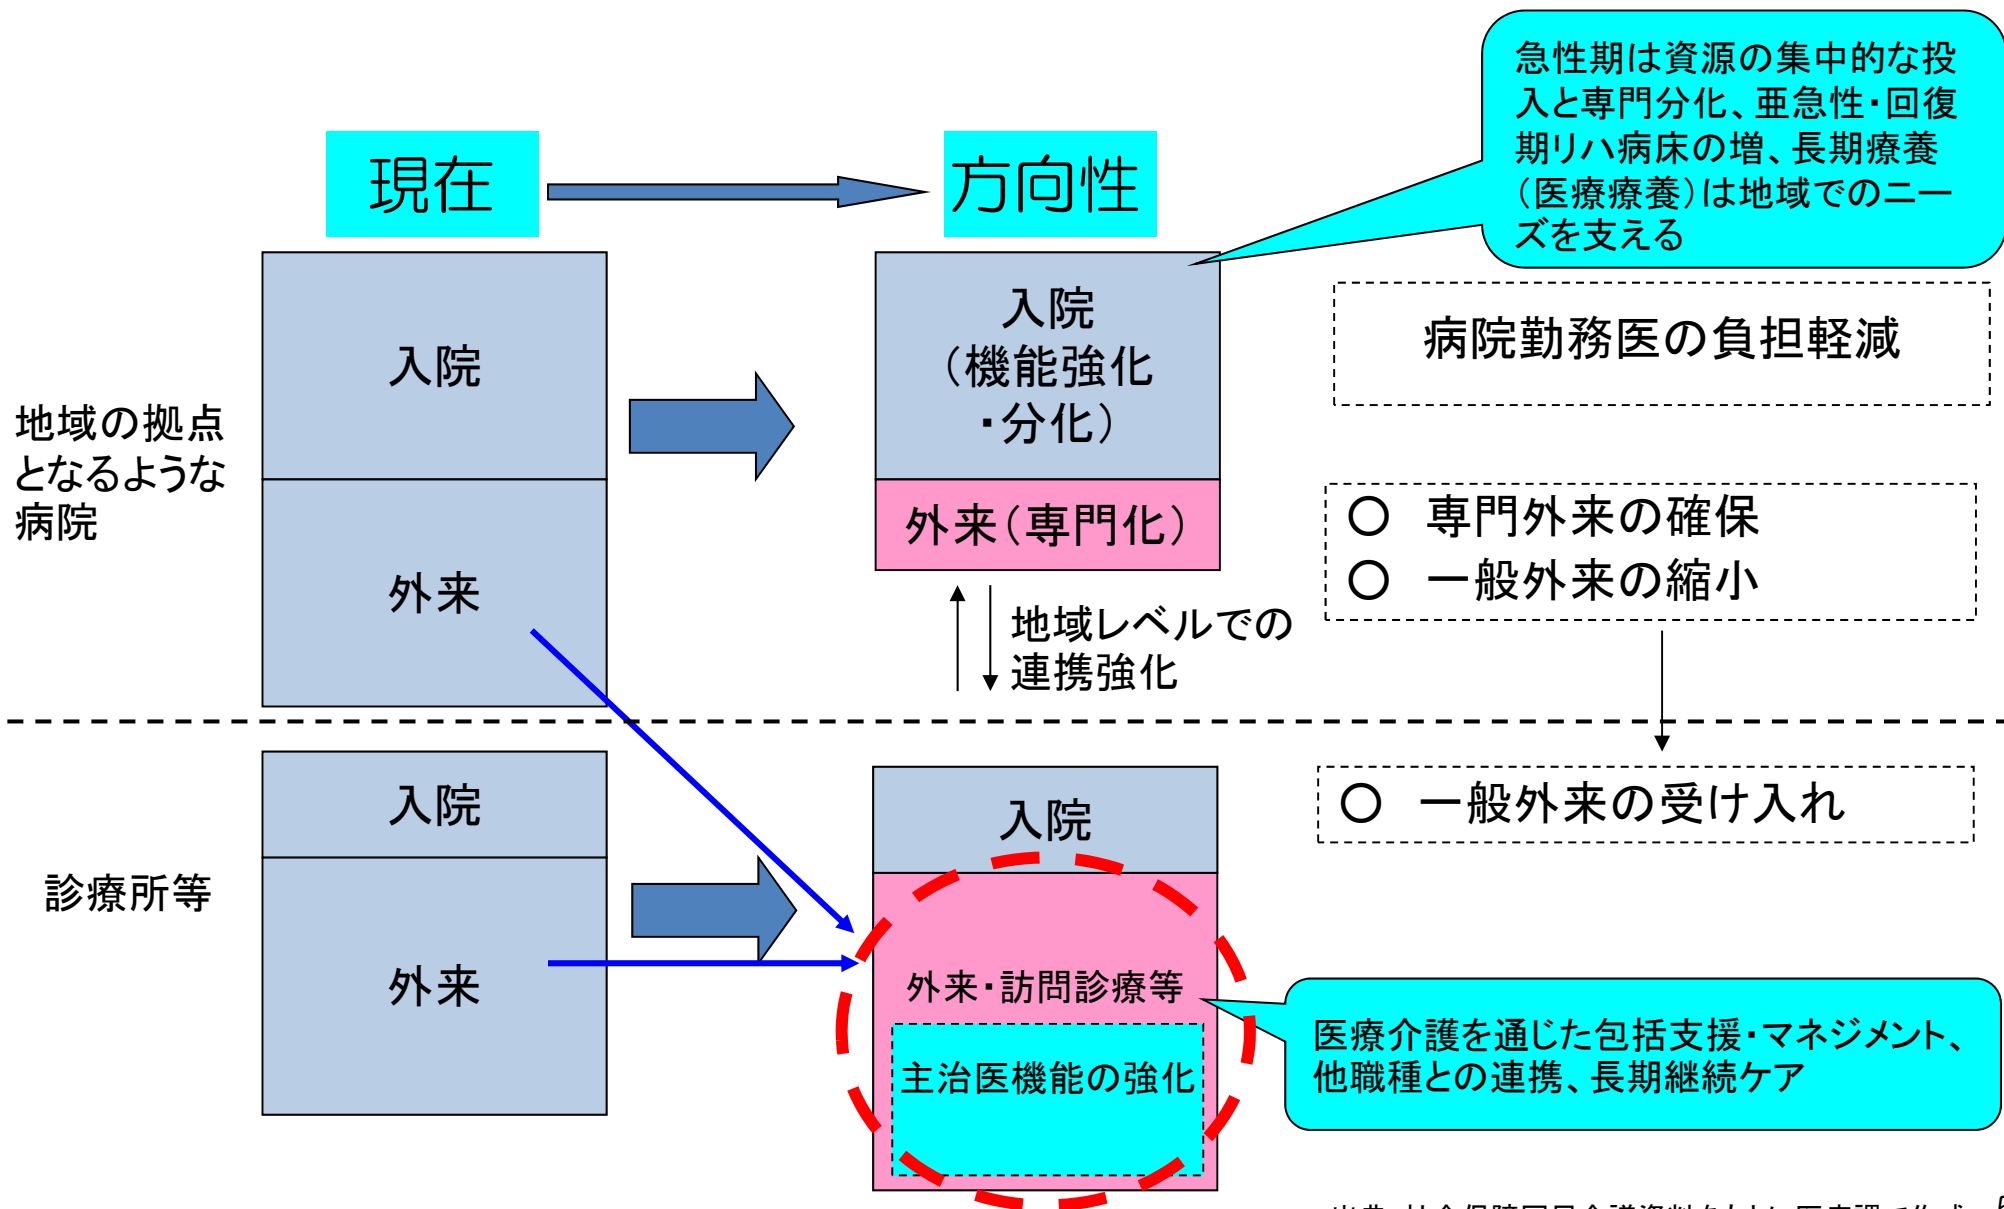 急性期は資源の集中的な投
入と専門分化、亜急性・回復
期リハ病床の増、長期療養
（医療療養）は地域でのニー
ズを支える
現在
方向性
地域の拠点
となるような
病院
入院
外来
入院
（機能強化
・分化）
外来（専門化）
病院勤務医の負担軽減
○ 専門外来の確保
○ 一般外来の縮小
地域レベルでの
連携強化
診療所等
入院
外来
入院
外来・訪問診療等
主治医機能の強化
○ 一般外来の受け入れ
医療介護を通じた包括支援・マネジメント、
他職種との連携、長期継続ケア